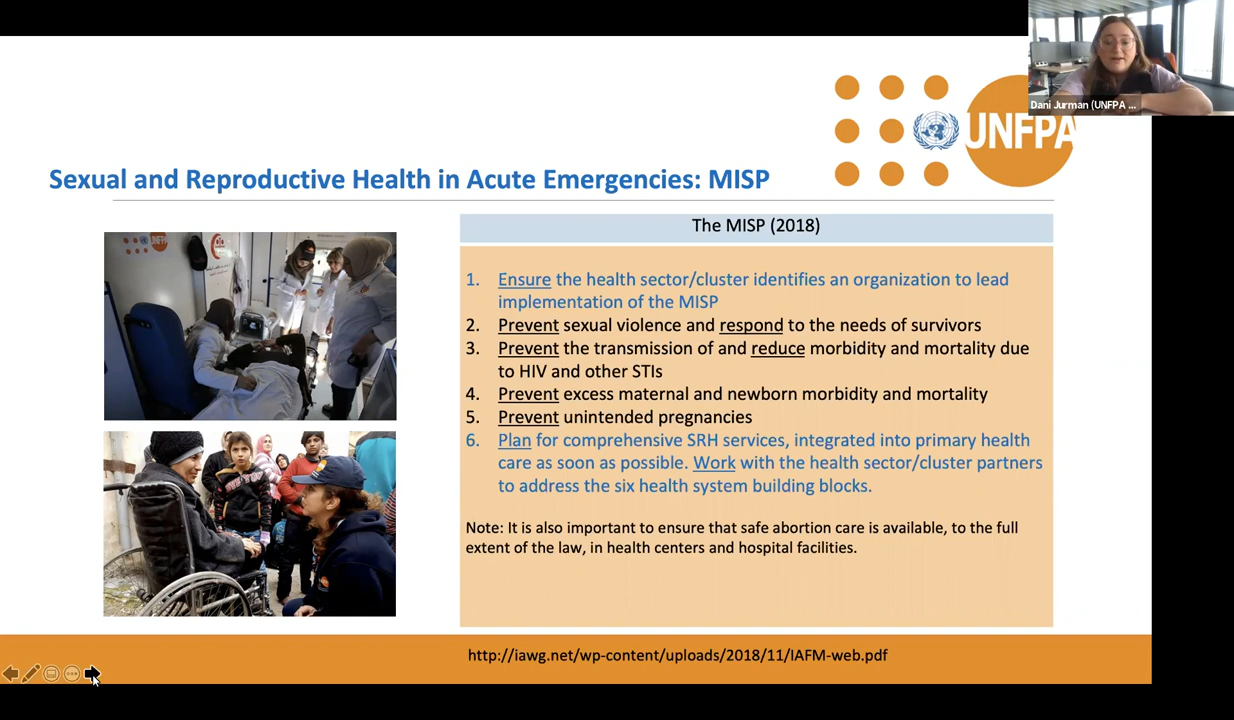 Dani Jurman (UNFPA ...
UNFPA
Sexual and Reproductive Health in Acute Emergencies: MISP
The MISP (2018)
1. Ensure the health sector/cluster identifies an organization to lead
implementation of the MISP
2. Prevent sexual violence and respond to the needs of survivors
3. Prevent the transmission of and reduce morbidity and mortality due
to HIV and other STIs
4. Prevent excess maternal and newborn morbidity and mortality
5. Prevent unintended pregnancies
6. Plan for comprehensive SRH services, integrated into primary health
care as soon as possible. Work with the health sector/cluster partners
to address the six health system building blocks.
Note: It is also important to ensure that safe abortion care is available, to the full
extent of the law, in health centers and hospital facilities.
UNFPA
http://iawg.net/wp-content/uploads/2018/11/IAFM-web.pdf